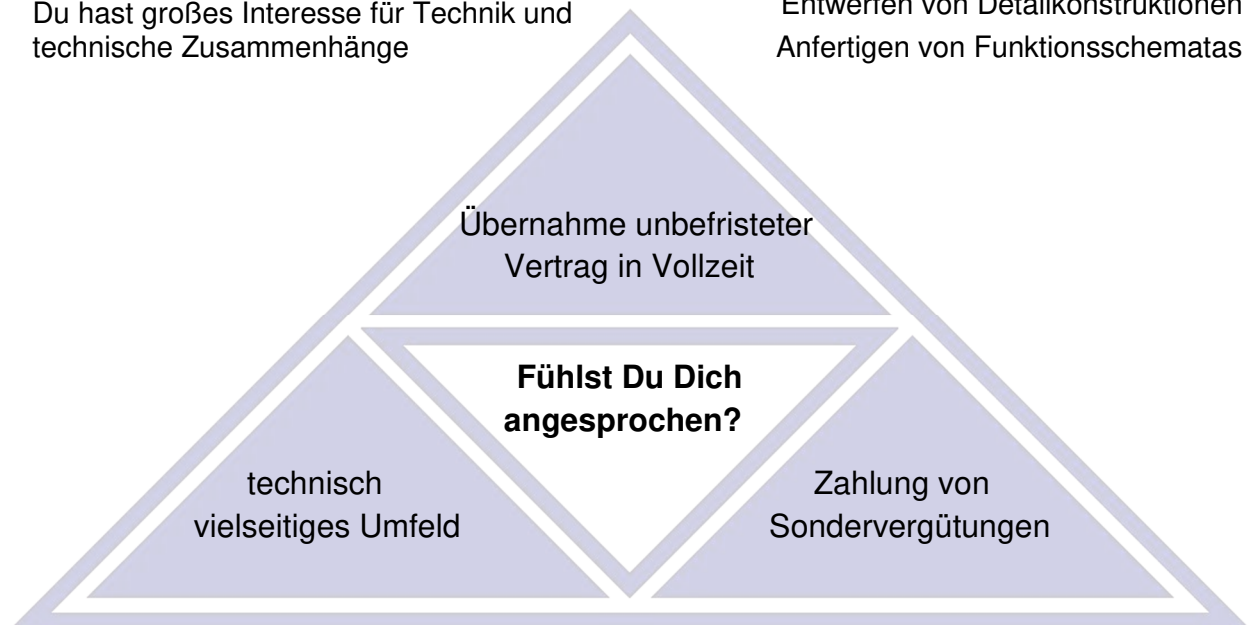 Du hast großes Interesse für Technik und
technische Zusammenhänge
Entwerfen von Detailkonstruktionen
Anfertigen von Funktionsschematas
Übernahme unbefristeter
Vertrag in Vollzeit
Fühlst Du Dich
angesprochen?
technisch
vielseitiges Umfeld
Zahlung von
Sondervergütungen